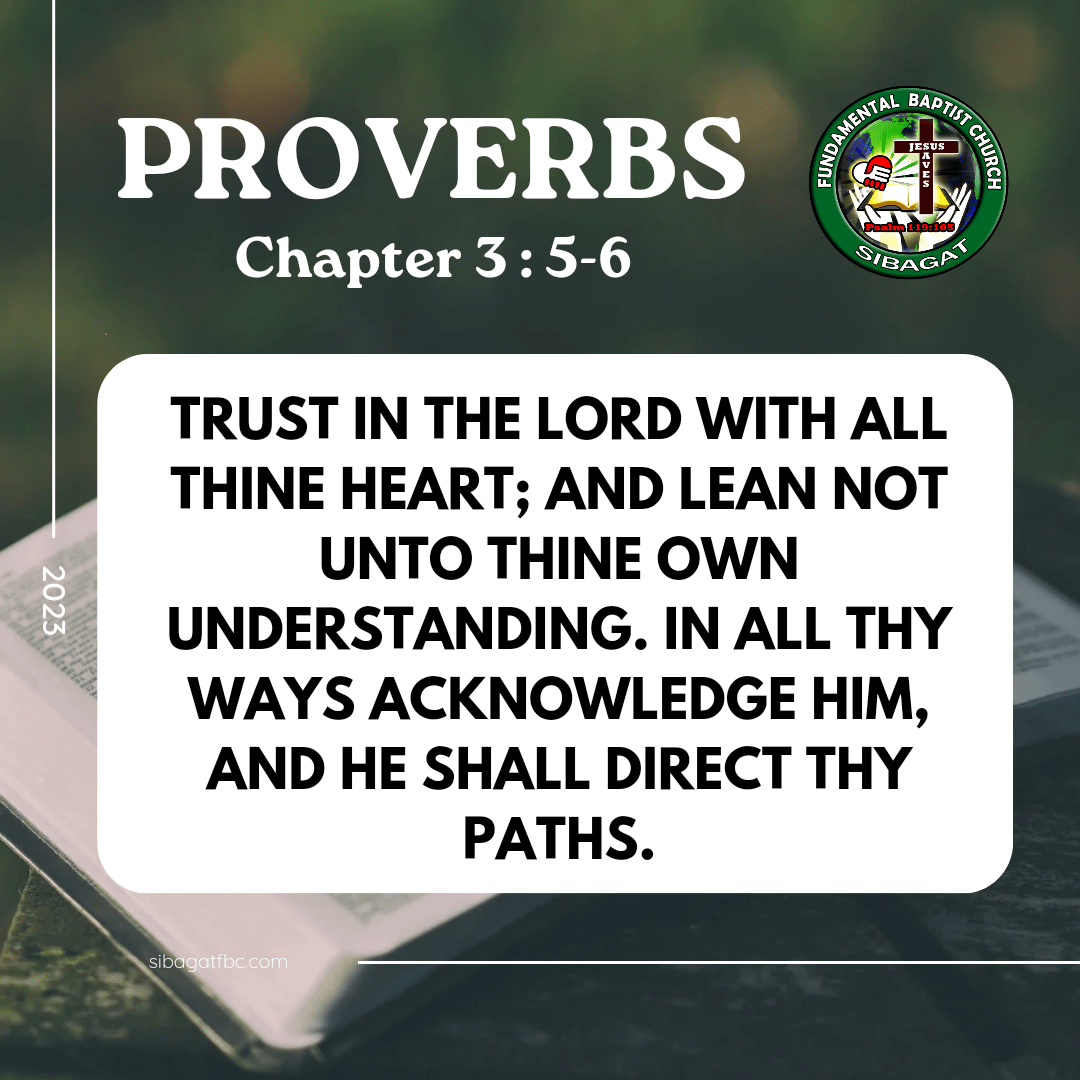 PROVERBS
Chapter 3 : 5-6
FUNDAMENTAL BAPTIST CHURCH
JESUS
SAVES
Psalm 119:105
SIBAGAT
TRUST IN THE LORD WITH ALL
THINE HEART; AND LEAN NOT
UNTO THINE OWN
UNDERSTANDING. IN ALL THY
WAYS ACKNOWLEDGE HIM,
AND HE SHALL DIRECT THY
PATHS.
2023
sibagatfbc.com